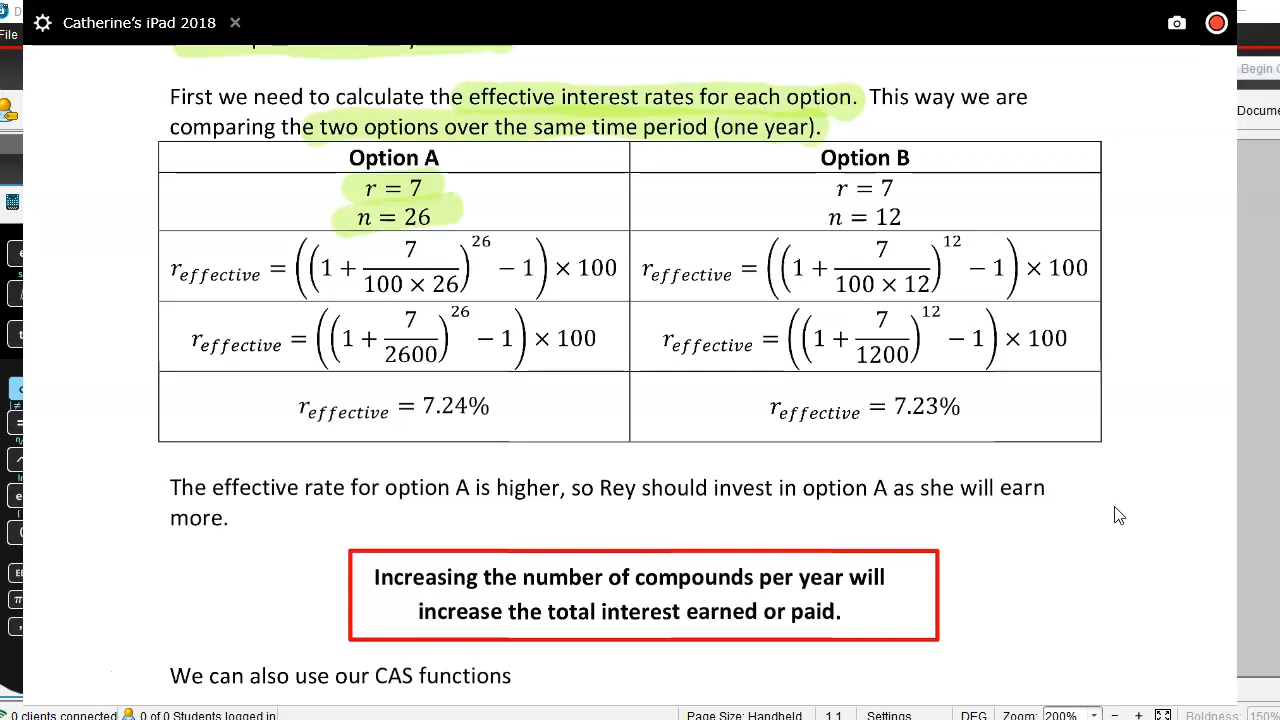 Catherine's iPad 2018
File
Begin
Docume
First we need to calculate the effective interest rates for each option. This way we are
comparing the two options over the same time period (one year).
Option A
Option B
r = 7
n = 26
r = 7
n = 12
r_effective = ((1 + 7/(100 × 26))^26 − 1) × 100
r_effective = ((1 + 7/(100 × 12))^12 − 1) × 100
r_effective = ((1 + 7/2600)^26 − 1) × 100
r_effective = ((1 + 7/1200)^12 − 1) × 100
r_effective = 7.24%
r_effective = 7.23%
The effective rate for option A is higher, so Rey should invest in option A as she will earn
more.
Increasing the number of compounds per year will
increase the total interest earned or paid.
We can also use our CAS functions
0 clients connected
0 of 0 Students logged in
Page Size: Handheld
1.1
Settings
DEG
Zoom:
200%
Boldness:
150%